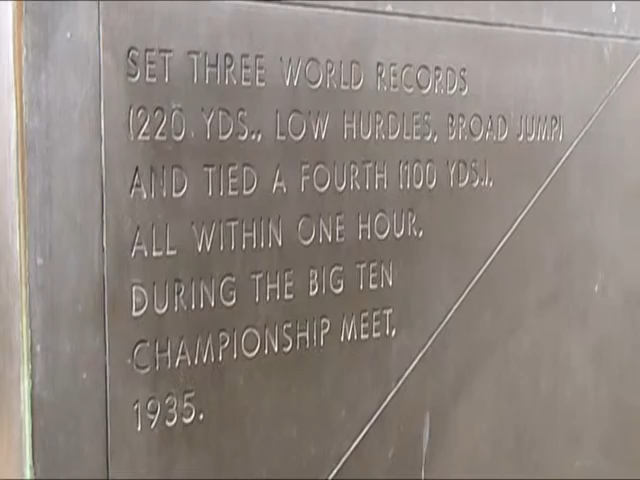 SET THREE WORLD RECORDS
(220 YDS., LOW HURDLES, BROAD JUMP)
AND TIED A FOURTH (100 YDS.),
ALL WITHIN ONE HOUR,
DURING THE BIG TEN
CHAMPIONSHIP MEET,
1935.